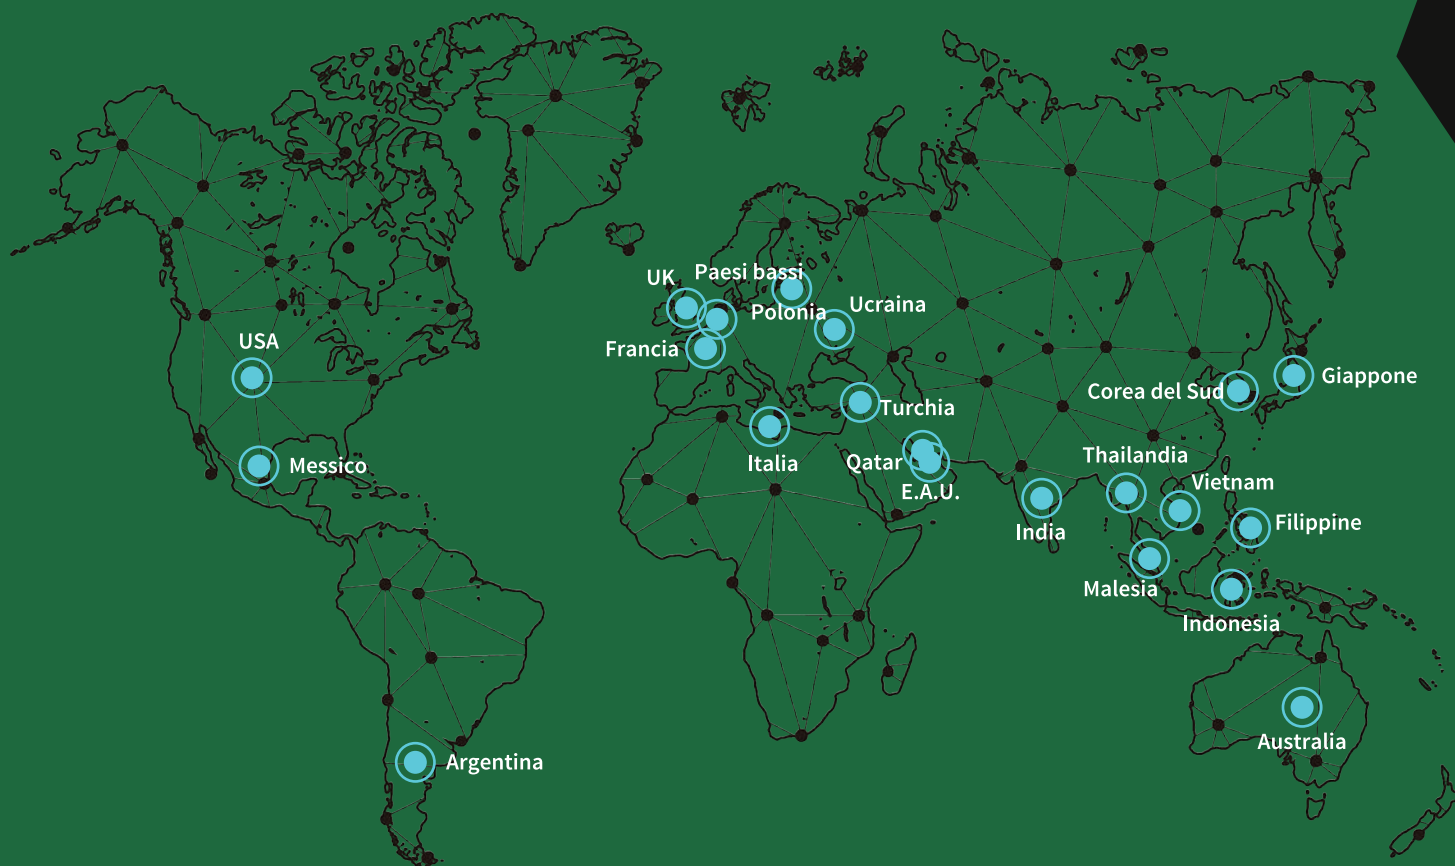 UK
Paesi bassi
Polonia
Ucraina
USA
Francia
Giappone
Corea del Sud
Turchia
Messico
Italia
Qatar
E.A.U.
Thailandia
Vietnam
India
Filippine
Malesia
Indonesia
Australia
Argentina